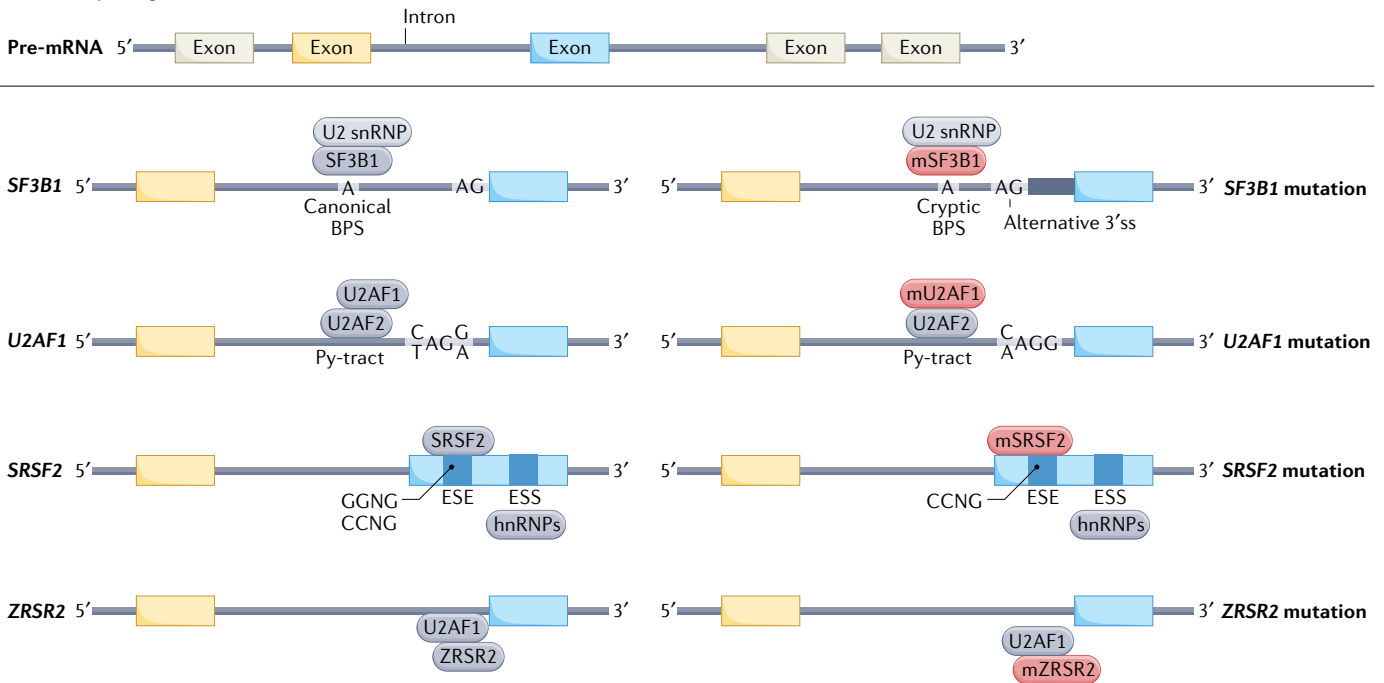 Intron
Pre-mRNA 5′ Exon Exon Exon Exon Exon 3′
U2 snRNP
SF3B1
SF3B1 5′ A AG 3′
Canonical
BPS
U2 snRNP
mSF3B1
A AG 3′ SF3B1 mutation
5′
Cryptic
BPS
Alternative 3′ss
U2AF1
U2AF2
U2AF1 5′ C AG G 3′
T A
Py-tract
mU2AF1
U2AF2
5′ C AGG 3′ U2AF1 mutation
A
Py-tract
SRSF2
SRSF2 5′ 3′
GGNG ESE ESS
CCNG hnRNPs
mSRSF2
5′ 3′ SRSF2 mutation
CCNG ESE ESS
hnRNPs
ZRSR2 5′ 3′
U2AF1
ZRSR2
5′ 3′ ZRSR2 mutation
U2AF1
mZRSR2